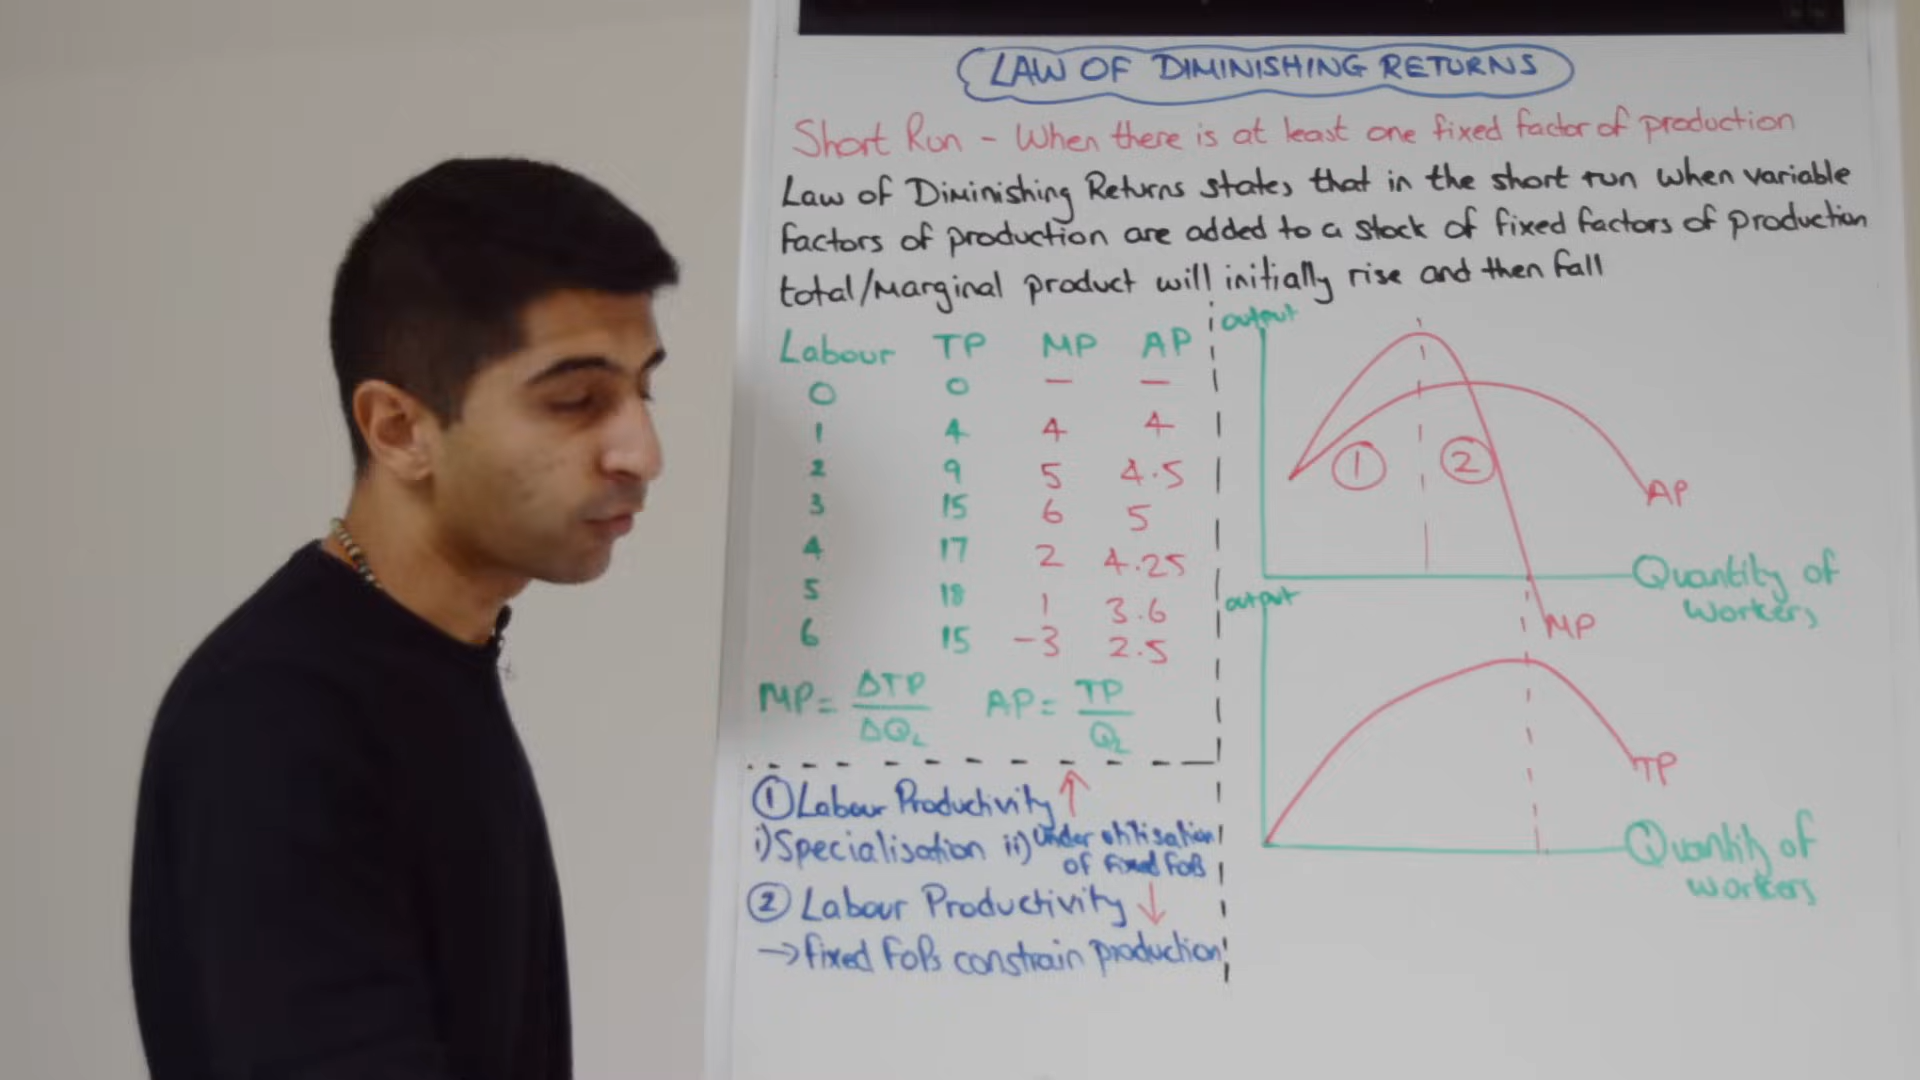 LAW OF DIMINISHING RETURNS
Short Run - When there is at least one fixed factor of production
Law of Diminishing Returns states that in the short run when variable
factors of production are added to a stock of fixed factors of production
total/marginal product will initially rise and then fall
Labour TP MP AP
0 0 — —
1 4 4 4
2 9 5 4.5
3 15 6 5
4 17 2 4.25
5 18 1 3.6
6 15 -3 2.5
MP = ΔTP / ΔQL AP = TP / QL
① Labour Productivity ↑
i) Specialisation ii) Under utilisation
of fixed FoPs
② Labour Productivity ↓
→ fixed FoPs constrain production
output
① ②
AP
Quantity of
workers
MP
output
TP
Quantity of
workers